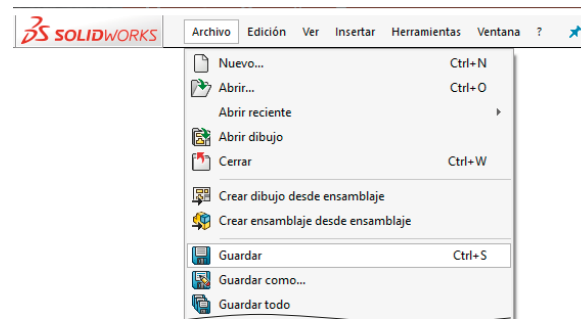 SOLIDWORKS Archivo Edición Ver Insertar Herramientas Ventana ?
Nuevo... Ctrl+N
Abrir... Ctrl+O
Abrir reciente
Abrir dibujo
Cerrar Ctrl+W
Crear dibujo desde ensamblaje
Crear ensamblaje desde ensamblaje
Guardar Ctrl+S
Guardar como...
Guardar todo